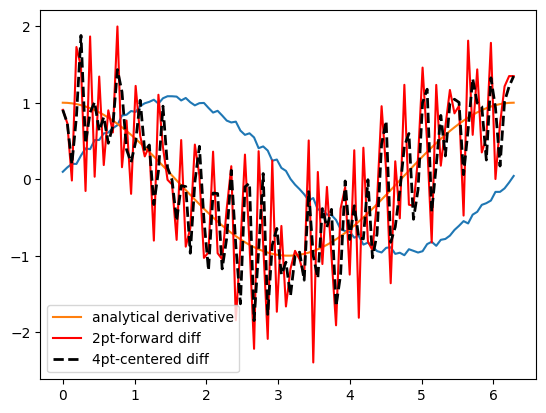 2
1
0
−1
−2
analytical derivative
2pt-forward diff
4pt-centered diff
0 1 2 3 4 5 6